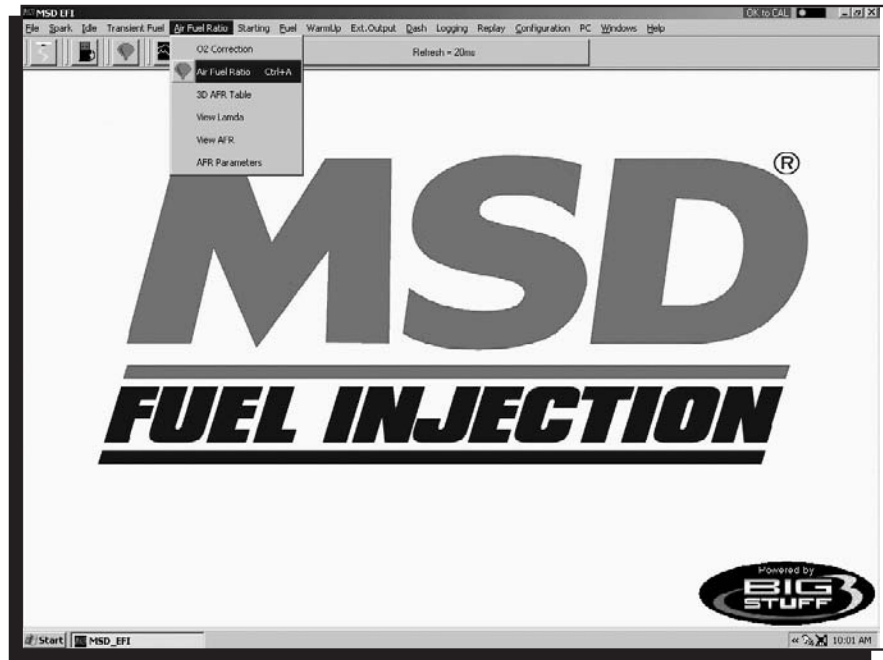 MSD EFI OK to CAL
File Spark Idle Transient Fuel Air Fuel Ratio Starting Fuel WarmUp Ext.Output Dash Logging Replay Configuration PC Windows Help
Refresh = 20ms
O2 Correction
Air Fuel Ratio Ctrl+A
3D AFR Table
View Lamda
View AFR
AFR Parameters
MSD®
FUEL INJECTION
Powered by
BIG
STUFF 3
Start MSD_EFI 10:01 AM